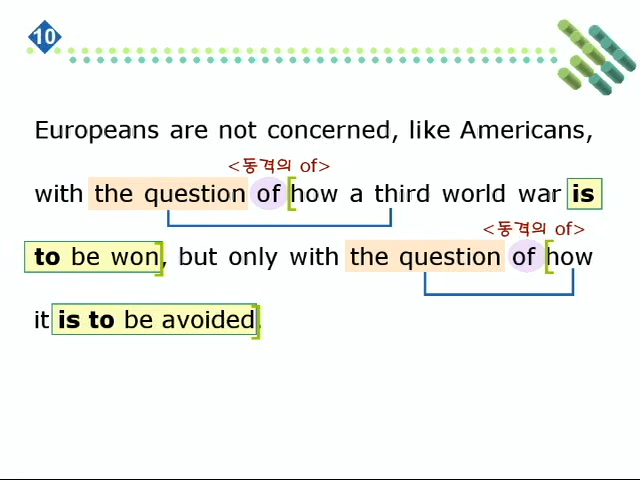 10
Europeans are not concerned, like Americans,
<동격의 of>
with the question of [how a third world war is
<동격의 of>
to be won], but only with the question of [how
it is to be avoided].